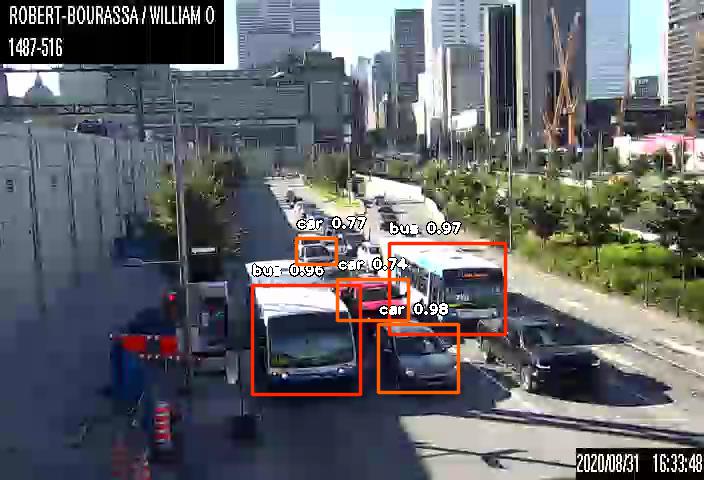 ROBERT-BOURASSA / WILLIAM O
1487-516
car 0.77
bus 0.97
bus 0.96
car 0.74
car 0.98
2020/08/31 16:33:48